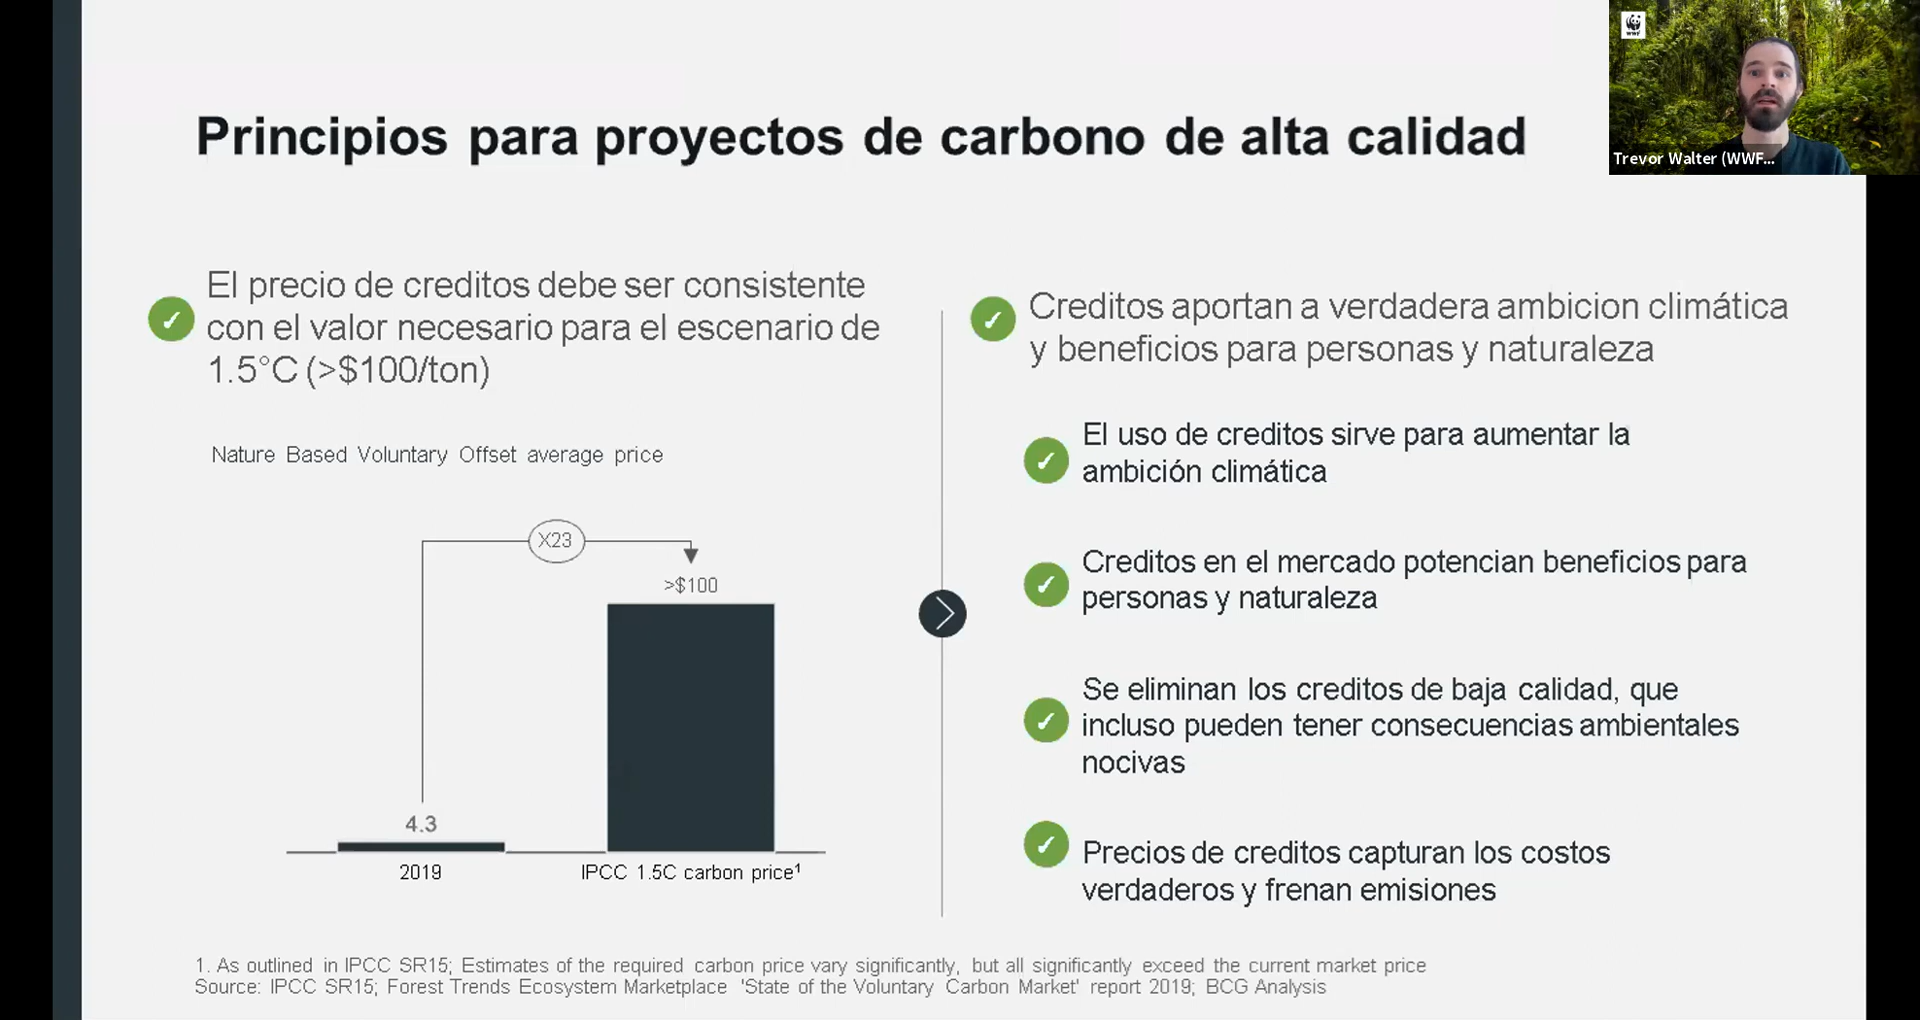 WWF
Trevor Walter (WWF...
Principios para proyectos de carbono de alta calidad
El precio de creditos debe ser consistente
con el valor necesario para el escenario de
1.5°C (>$100/ton)
Nature Based Voluntary Offset average price
X23
>$100
4.3
2019
IPCC 1.5C carbon price¹
Creditos aportan a verdadera ambicion climática
y beneficios para personas y naturaleza
El uso de creditos sirve para aumentar la
ambición climática
Creditos en el mercado potencian beneficios para
personas y naturaleza
Se eliminan los creditos de baja calidad, que
incluso pueden tener consecuencias ambientales
nocivas
Precios de creditos capturan los costos
verdaderos y frenan emisiones
1. As outlined in IPCC SR15; Estimates of the required carbon price vary significantly, but all significantly exceed the current market price
Source: IPCC SR15; Forest Trends Ecosystem Marketplace 'State of the Voluntary Carbon Market' report 2019; BCG Analysis